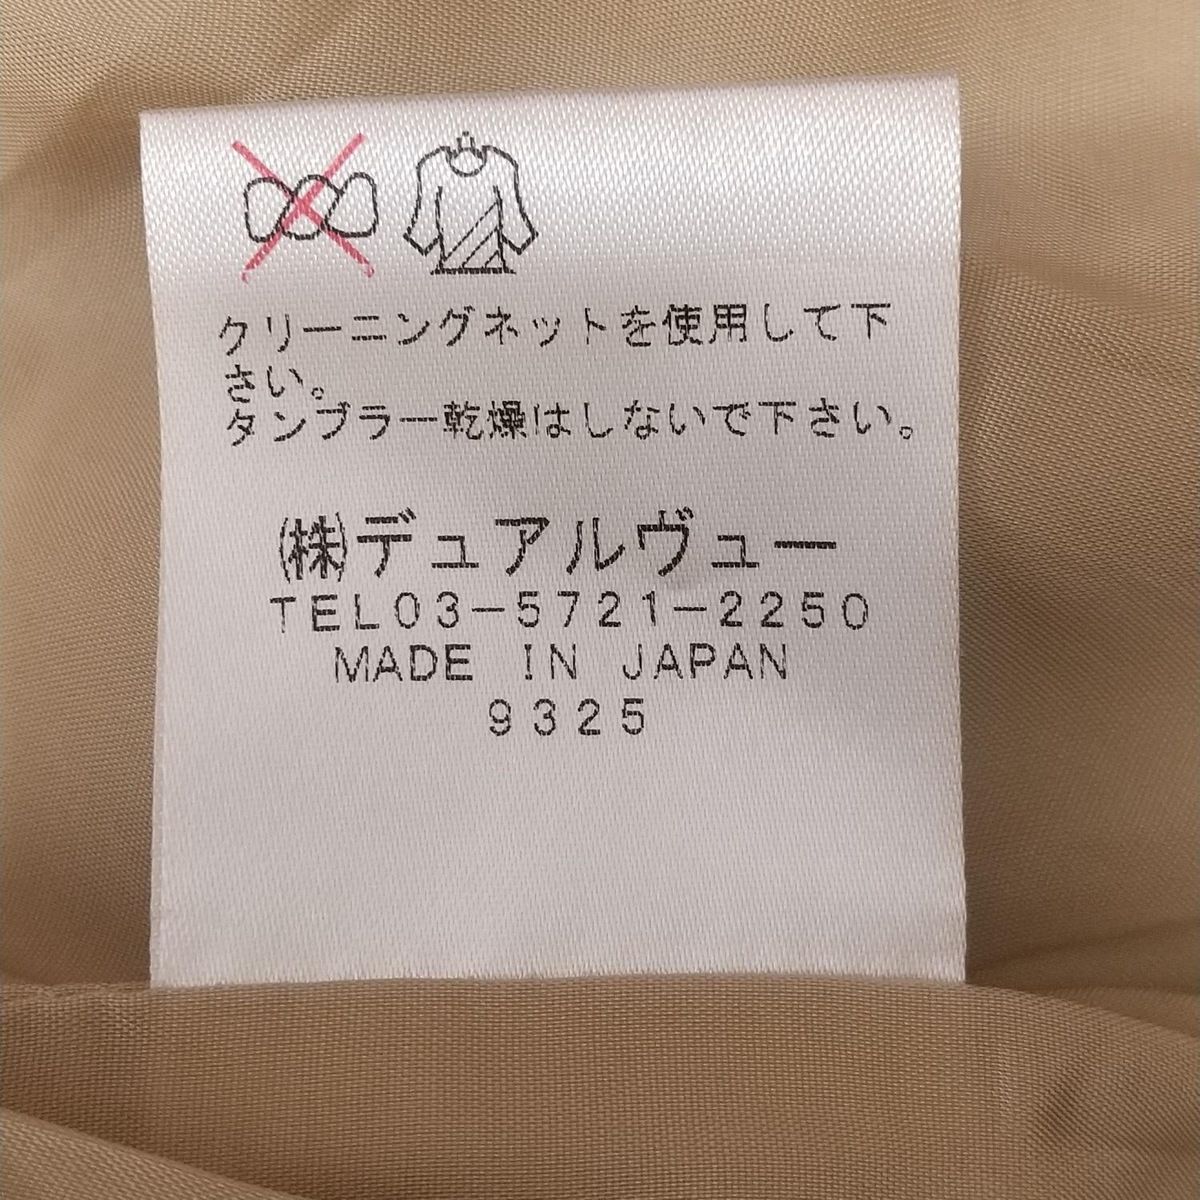 クリーニングネットを使用して下
さい。
タンブラー乾燥はしないで下さい。
㈱デュアルヴュー
TEL03-5721-2250
MADE IN JAPAN
9325